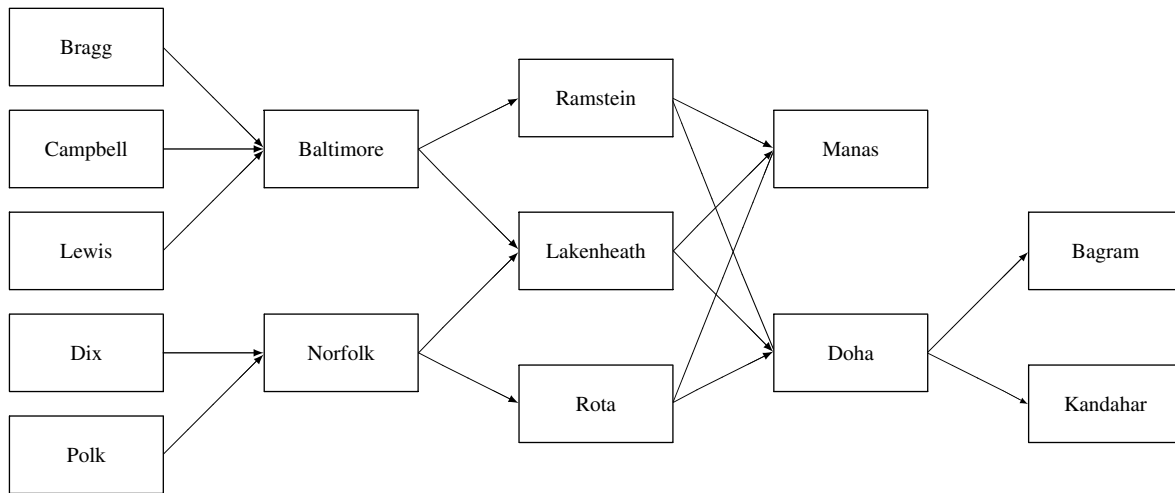 Bragg
Campbell
Lewis
Dix
Polk
Baltimore
Norfolk
Ramstein
Lakenheath
Rota
Manas
Doha
Bagram
Kandahar